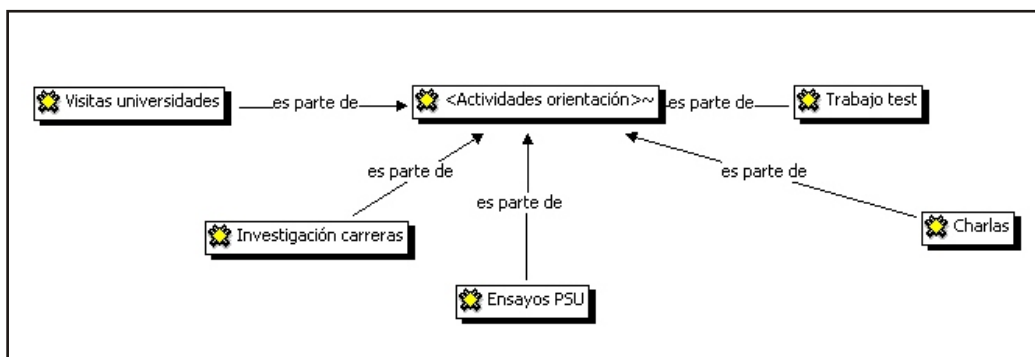 Visitas universidades
es parte de
<Actividades orientación>~
es parte de
Trabajo test
es parte de
es parte de
es parte de
Investigación carreras
Charlas
Ensayos PSU